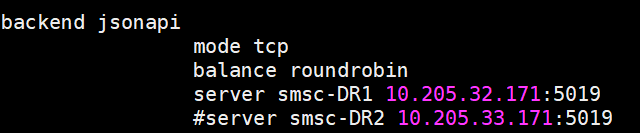 backend jsonapi
mode tcp
balance roundrobin
server smsc-DR1 10.205.32.171:5019
#server smsc-DR2 10.205.33.171:5019